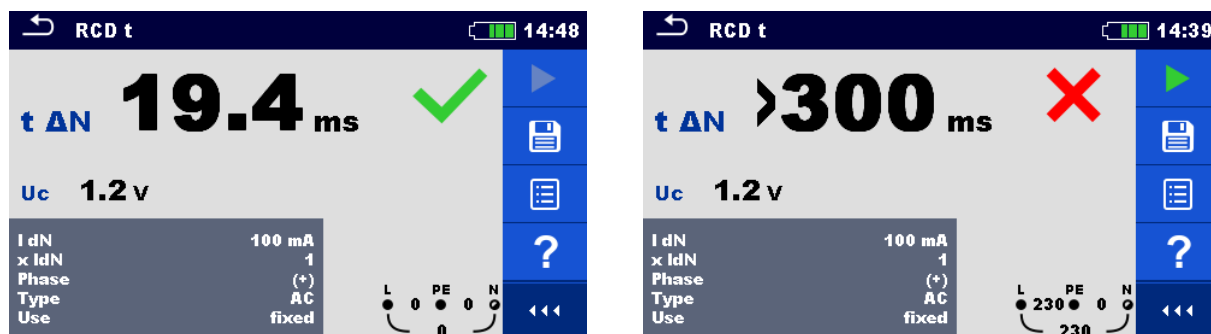 RCD t 14:48
t ΔN 19.4 ms
Uc 1.2 V
I dN 100 mA
x IdN 1
Phase (+)
Type AC
Use fixed
?
L PE N
0 0
0
RCD t 14:39
t ΔN >300 ms
Uc 1.2 V
I dN 100 mA
x IdN 1
Phase (+)
Type AC
Use fixed
?
L PE N
230 0
230